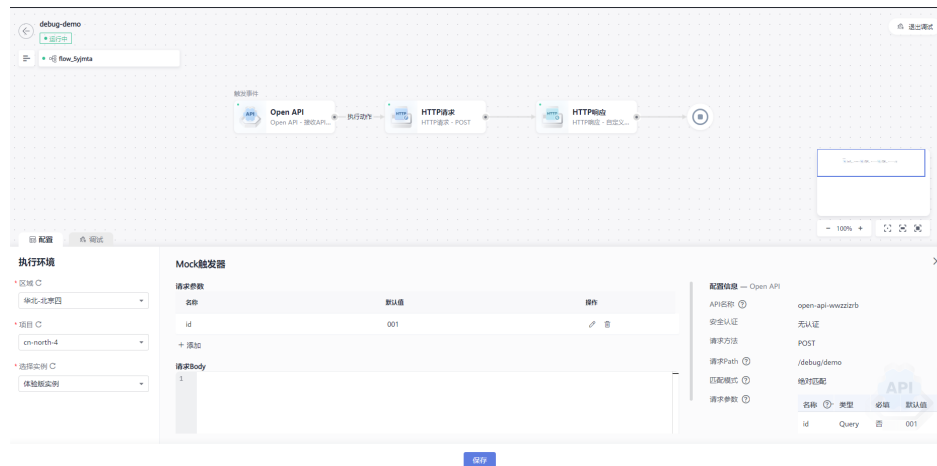 debug-demo
运行中
退出调试
flow_5yjmta
触发事件
Open API
Open API - 接收API...
执行动作
HTTP请求
HTTP请求 - POST
HTTP响应
HTTP响应 - 自定义...
- 100% +
配置
调试
执行环境
* 区域
华北-北京四
* 项目
cn-north-4
* 选择实例
体验版实例
Mock触发器
请求参数
名称 默认值 操作
id 001
+ 添加
请求Body
1
配置信息 — Open API
API名称 open-api-wwzzizrb
安全认证 无认证
请求方法 POST
请求Path /debug/demo
匹配模式 绝对匹配
请求参数
名称 类型 必填 默认值
id Query 否 001
API
保存